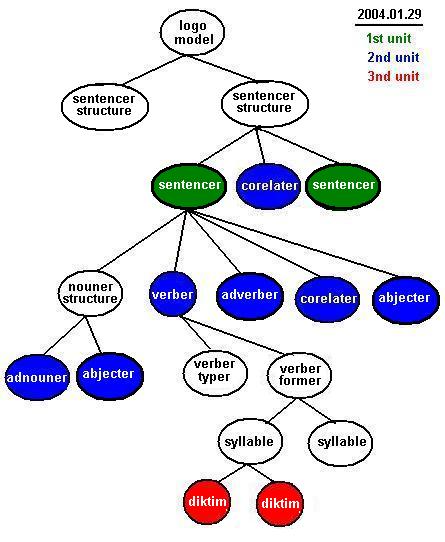 2004.01.29
1st unit
2nd unit
3rd unit
logo
model
sentencer
structure
sentencer
structure
sentencer
corelater
sentencer
nouner
structure
verber
adverber
corelater
abjecter
adnouner
abjecter
verber
typer
verber
former
syllable
syllable
diktim
diktim